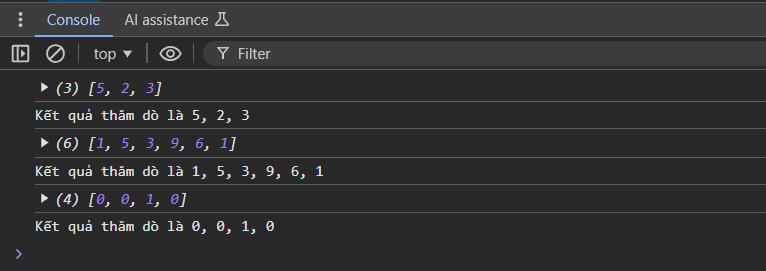 Console AI assistance
top Filter
(3) [5, 2, 3]
Kết quả thăm dò là 5, 2, 3
(6) [1, 5, 3, 9, 6, 1]
Kết quả thăm dò là 1, 5, 3, 9, 6, 1
(4) [0, 0, 1, 0]
Kết quả thăm dò là 0, 0, 1, 0